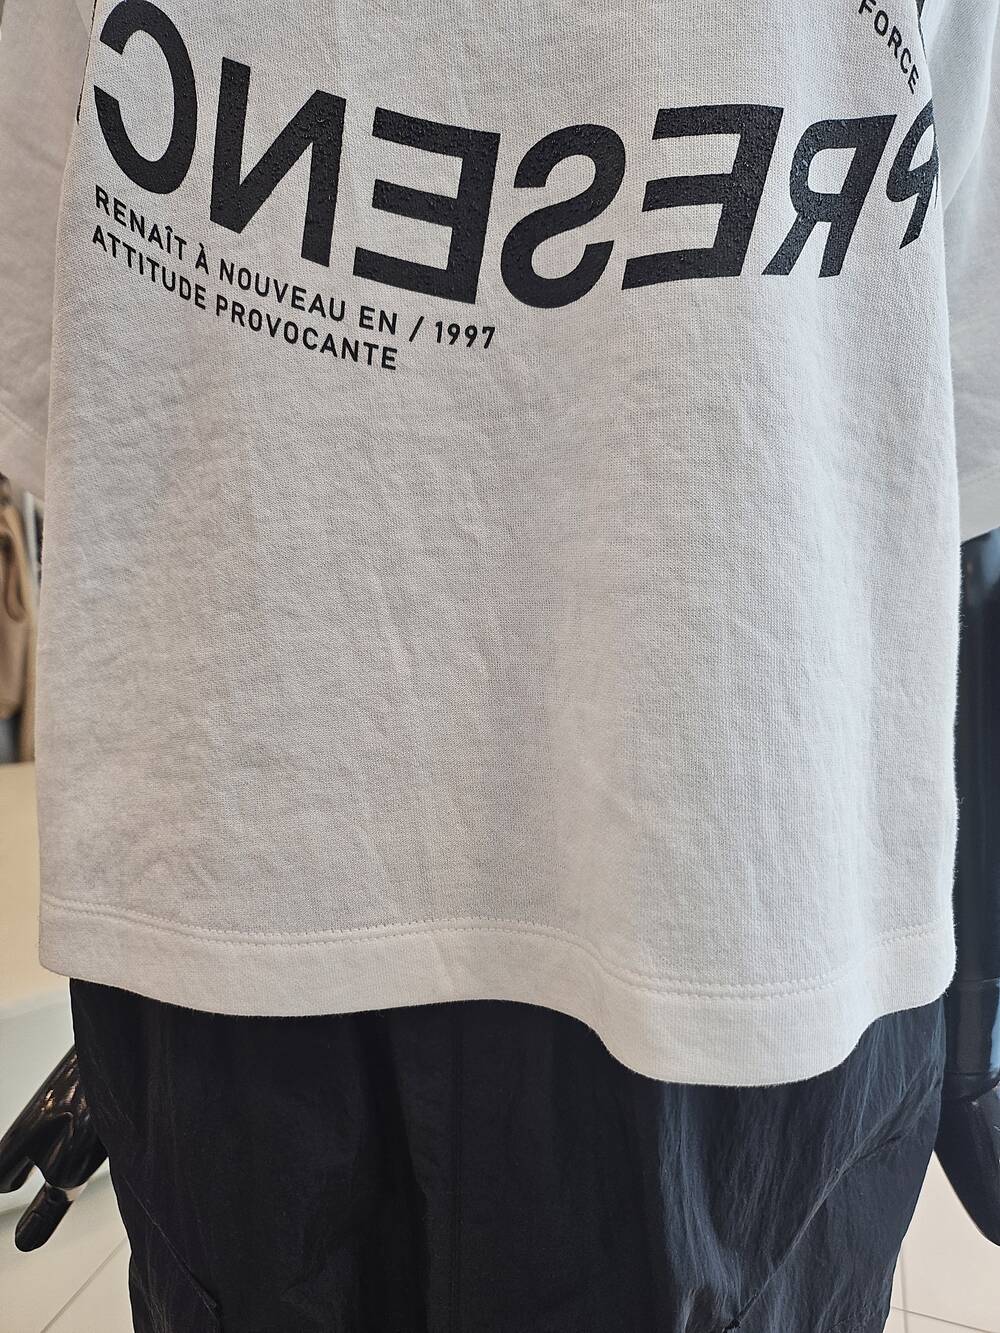 FORCE
PRESENC
RENAÎT À NOUVEAU EN / 1997
ATTITUDE PROVOCANTE